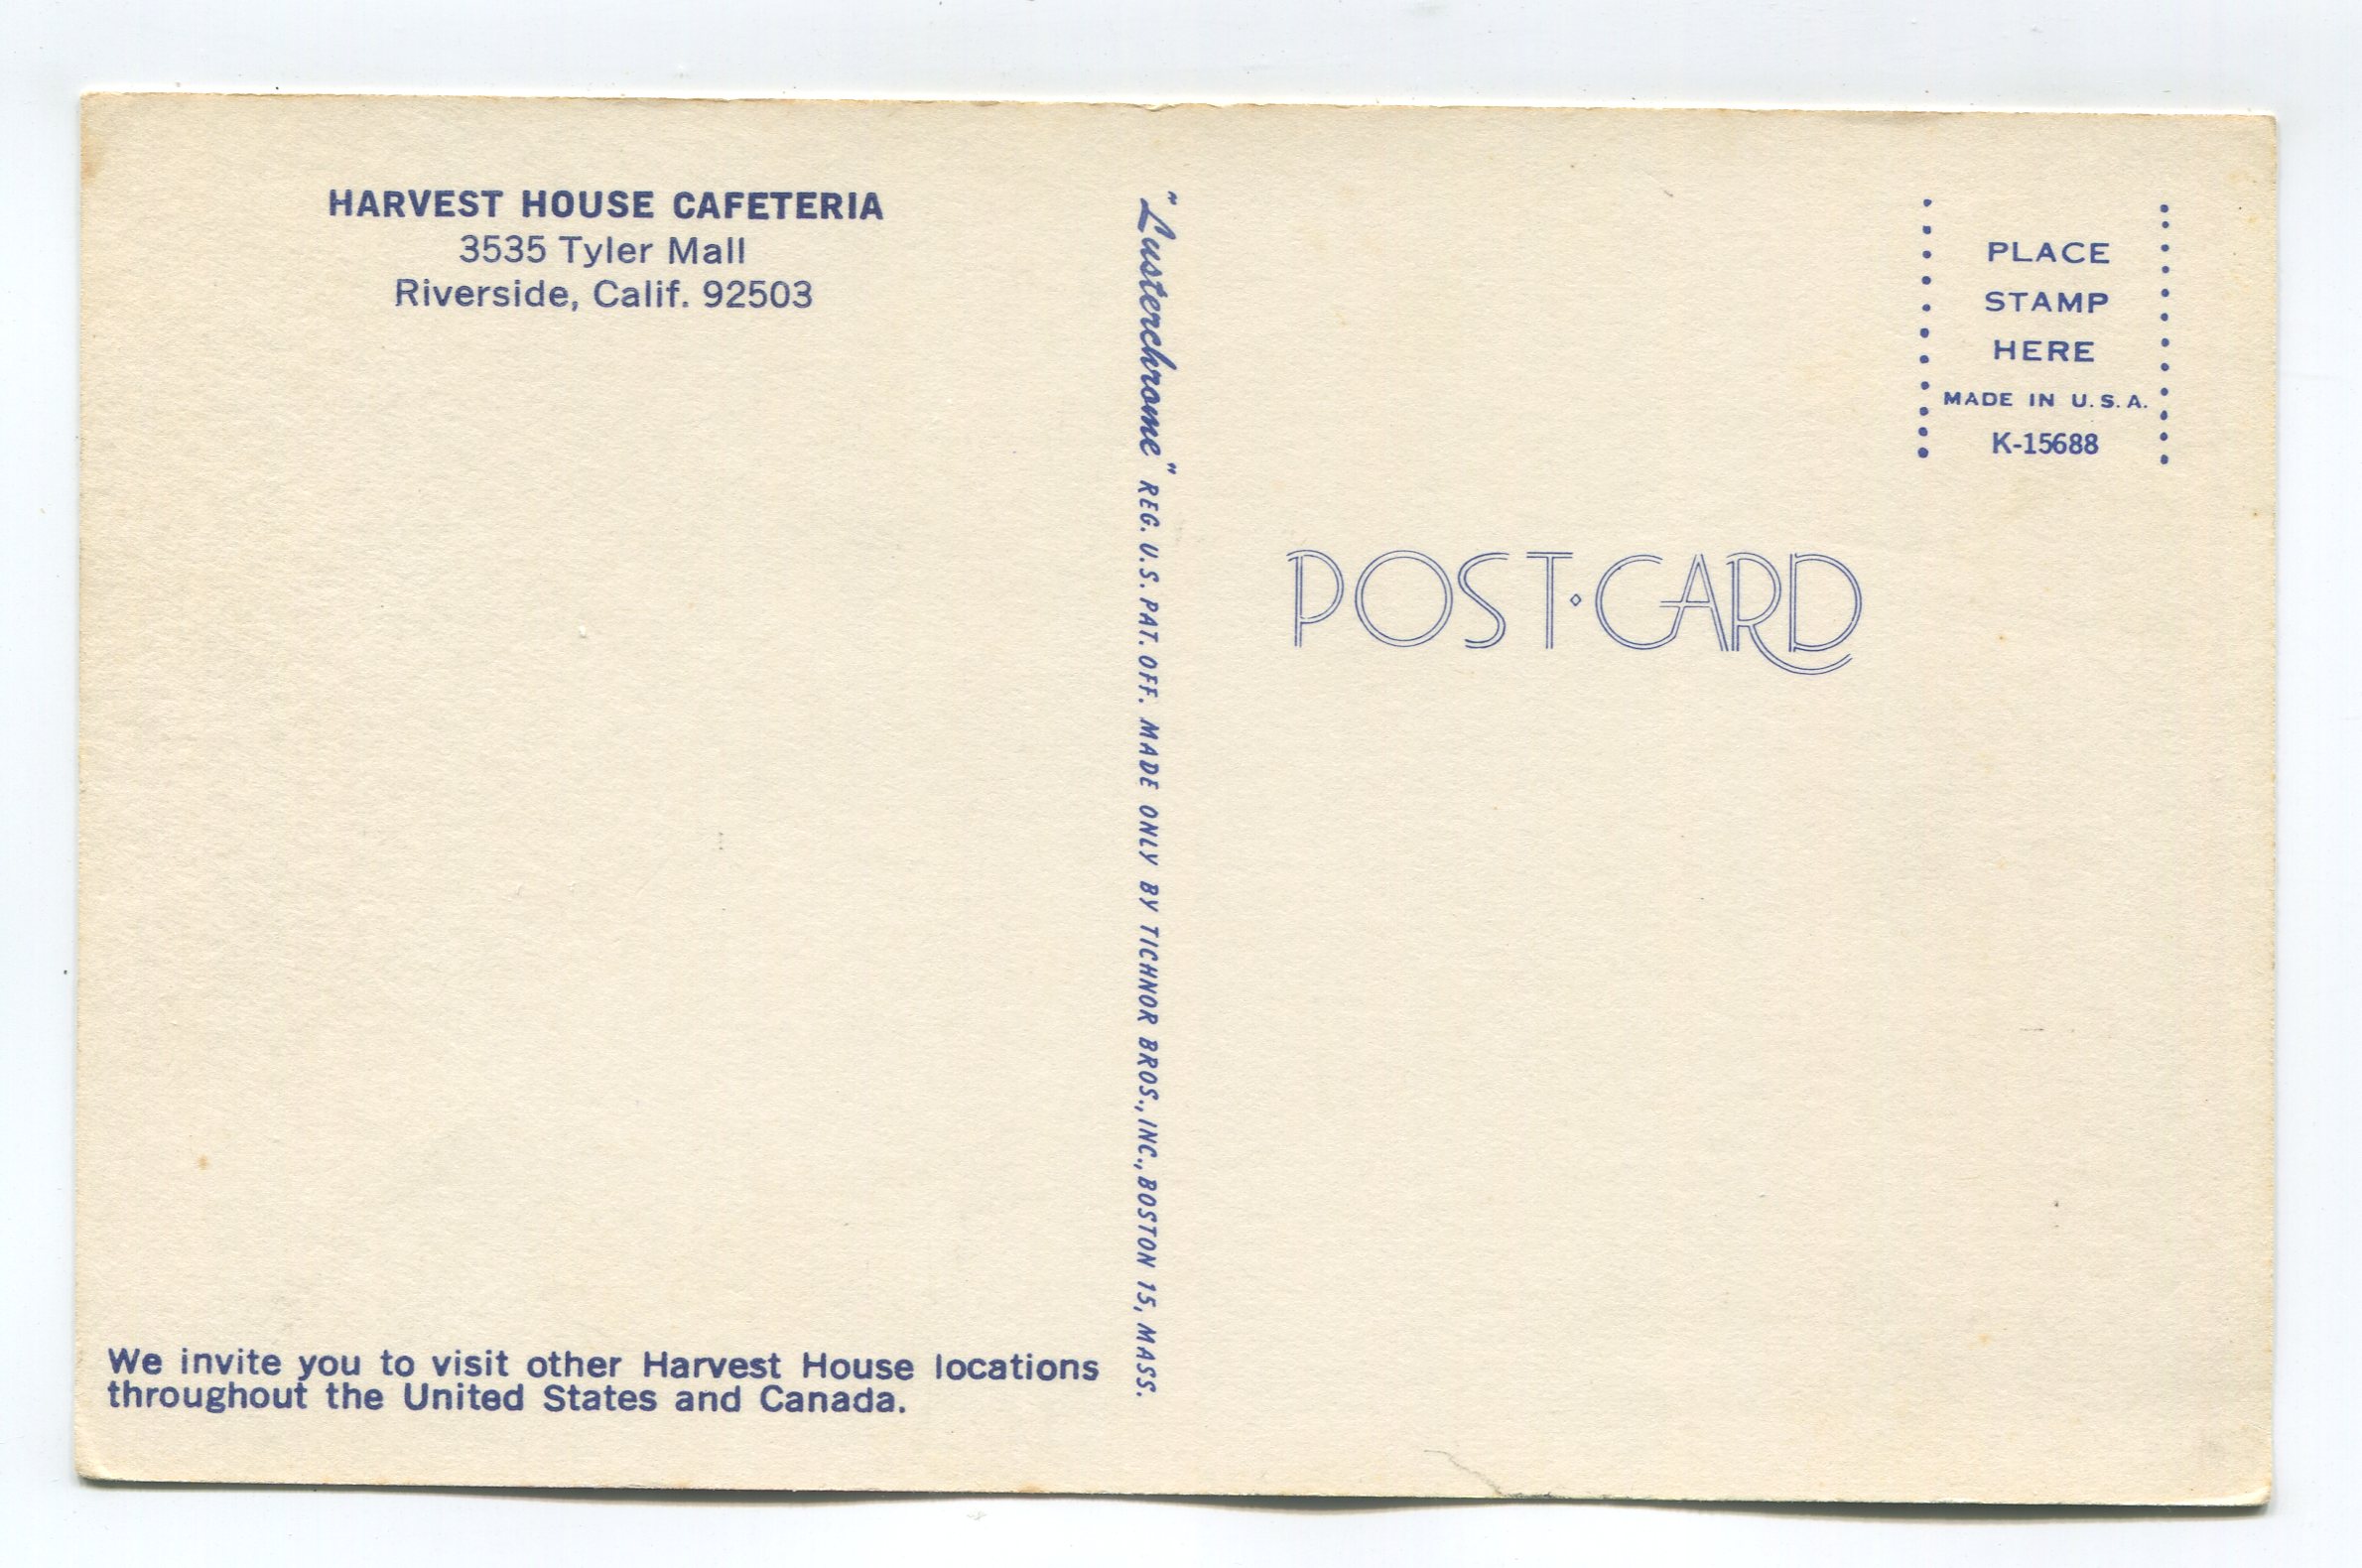 HARVEST HOUSE CAFETERIA
3535 Tyler Mall
Riverside, Calif. 92503
We invite you to visit other Harvest House locations
throughout the United States and Canada.
"Lusterchrome" REG. U.S. PAT. OFF. MADE ONLY BY TICHNOR BROS., INC., BOSTON 15, MASS.
PLACE
STAMP
HERE
MADE IN U.S.A.
K-15688
POST·CARD